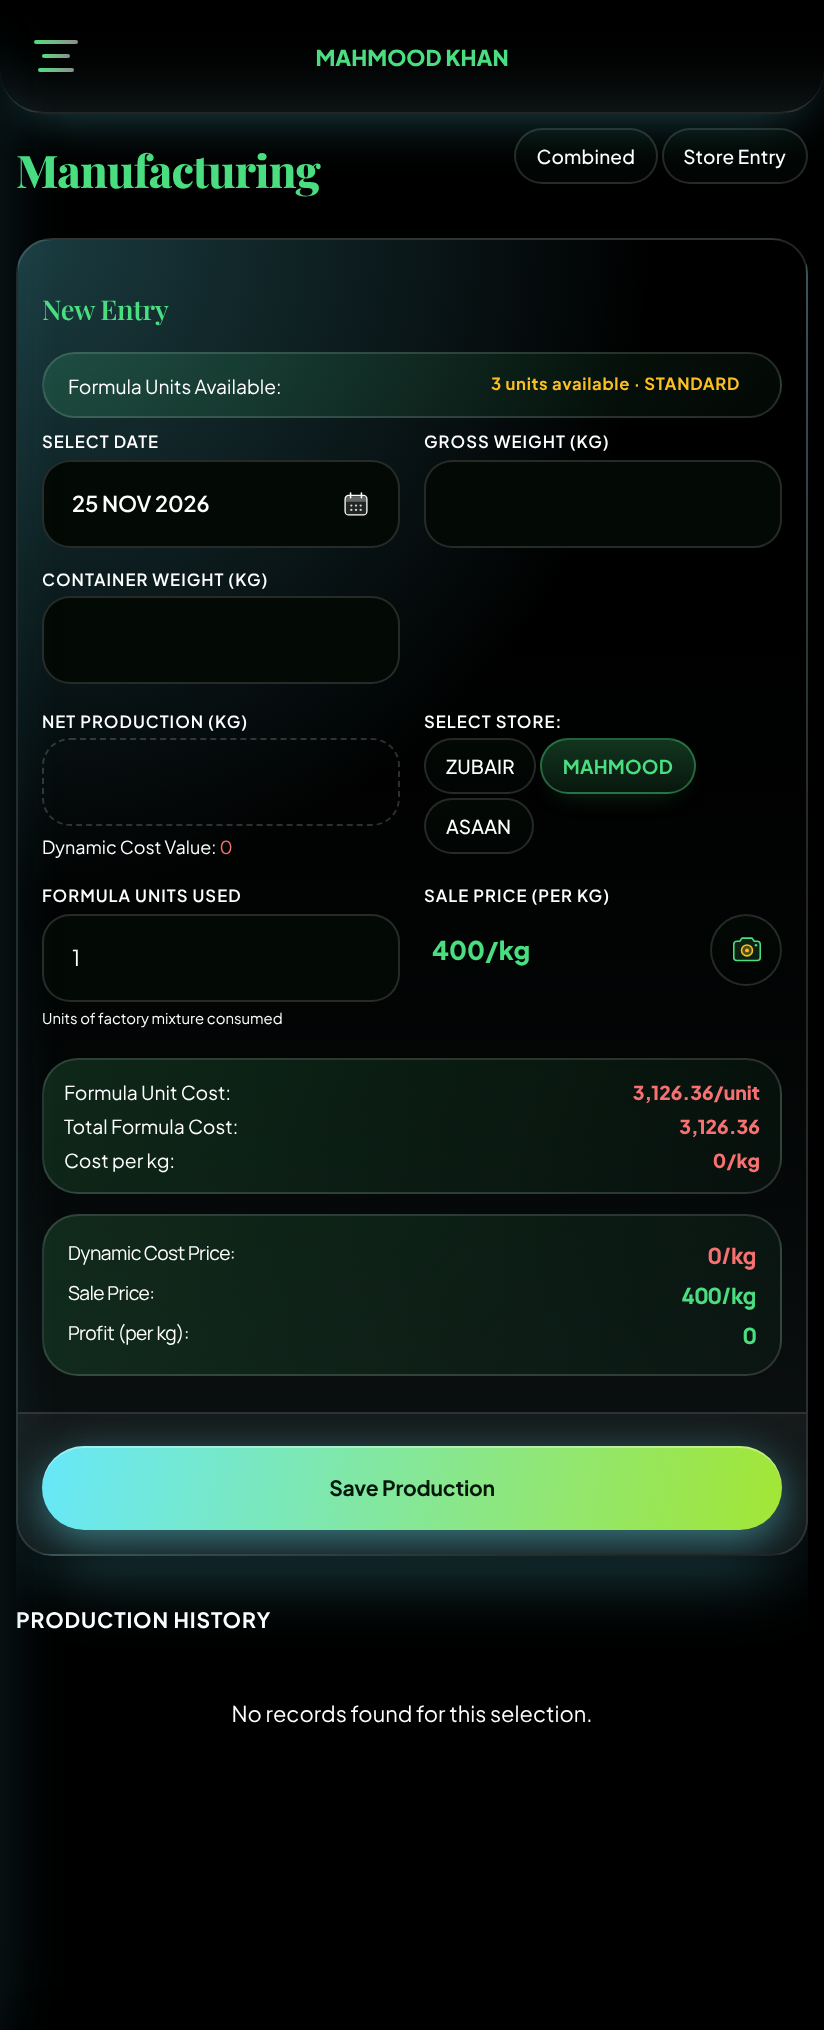 MAHMOOD KHAN
Manufacturing
Combined
Store Entry
New Entry
Formula Units Available:
3 units available · STANDARD
SELECT DATE
GROSS WEIGHT (KG)
25 NOV 2026
CONTAINER WEIGHT (KG)
NET PRODUCTION (KG)
SELECT STORE:
ZUBAIR
MAHMOOD
ASAAN
Dynamic Cost Value: 0
FORMULA UNITS USED
SALE PRICE (PER KG)
1
400/kg
Units of factory mixture consumed
Formula Unit Cost:
3,126.36/unit
Total Formula Cost:
3,126.36
Cost per kg:
0/kg
Dynamic Cost Price:
0/kg
Sale Price:
400/kg
Profit (per kg):
0
Save Production
PRODUCTION HISTORY
No records found for this selection.